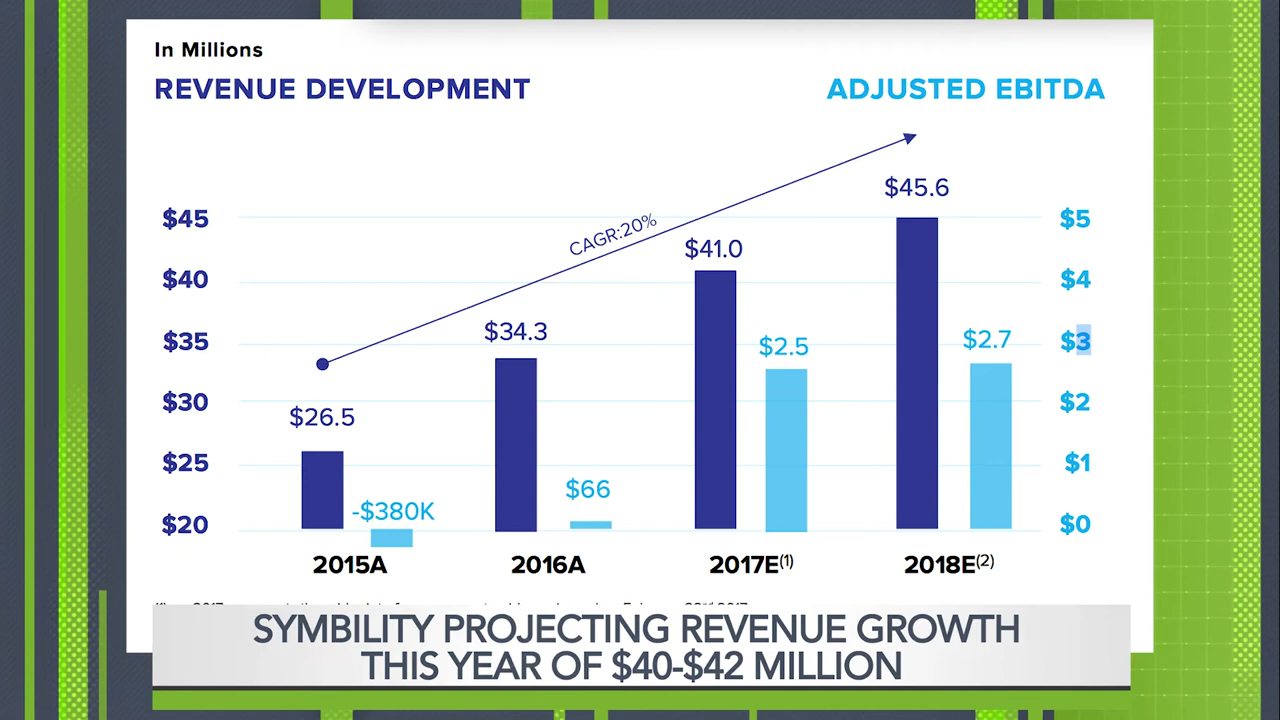 In Millions
REVENUE DEVELOPMENT
ADJUSTED EBITDA
CAGR:20%
$45.6
$41.0
$34.3
$26.5
$2.5
$2.7
$66
-$380K
$45
$40
$35
$30
$25
$20
$5
$4
$3
$2
$1
$0
2015A
2016A
2017E(1)
2018E(2)
SYMBILITY PROJECTING REVENUE GROWTH
THIS YEAR OF $40-$42 MILLION